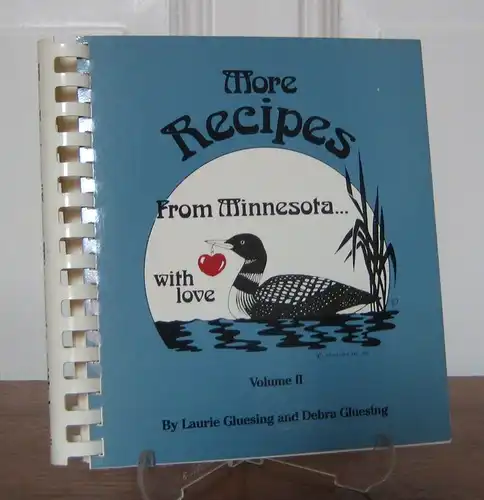 More
Recipes
From Minnesota...
with
love
Volume II
By Laurie Gluesing and Debra Gluesing